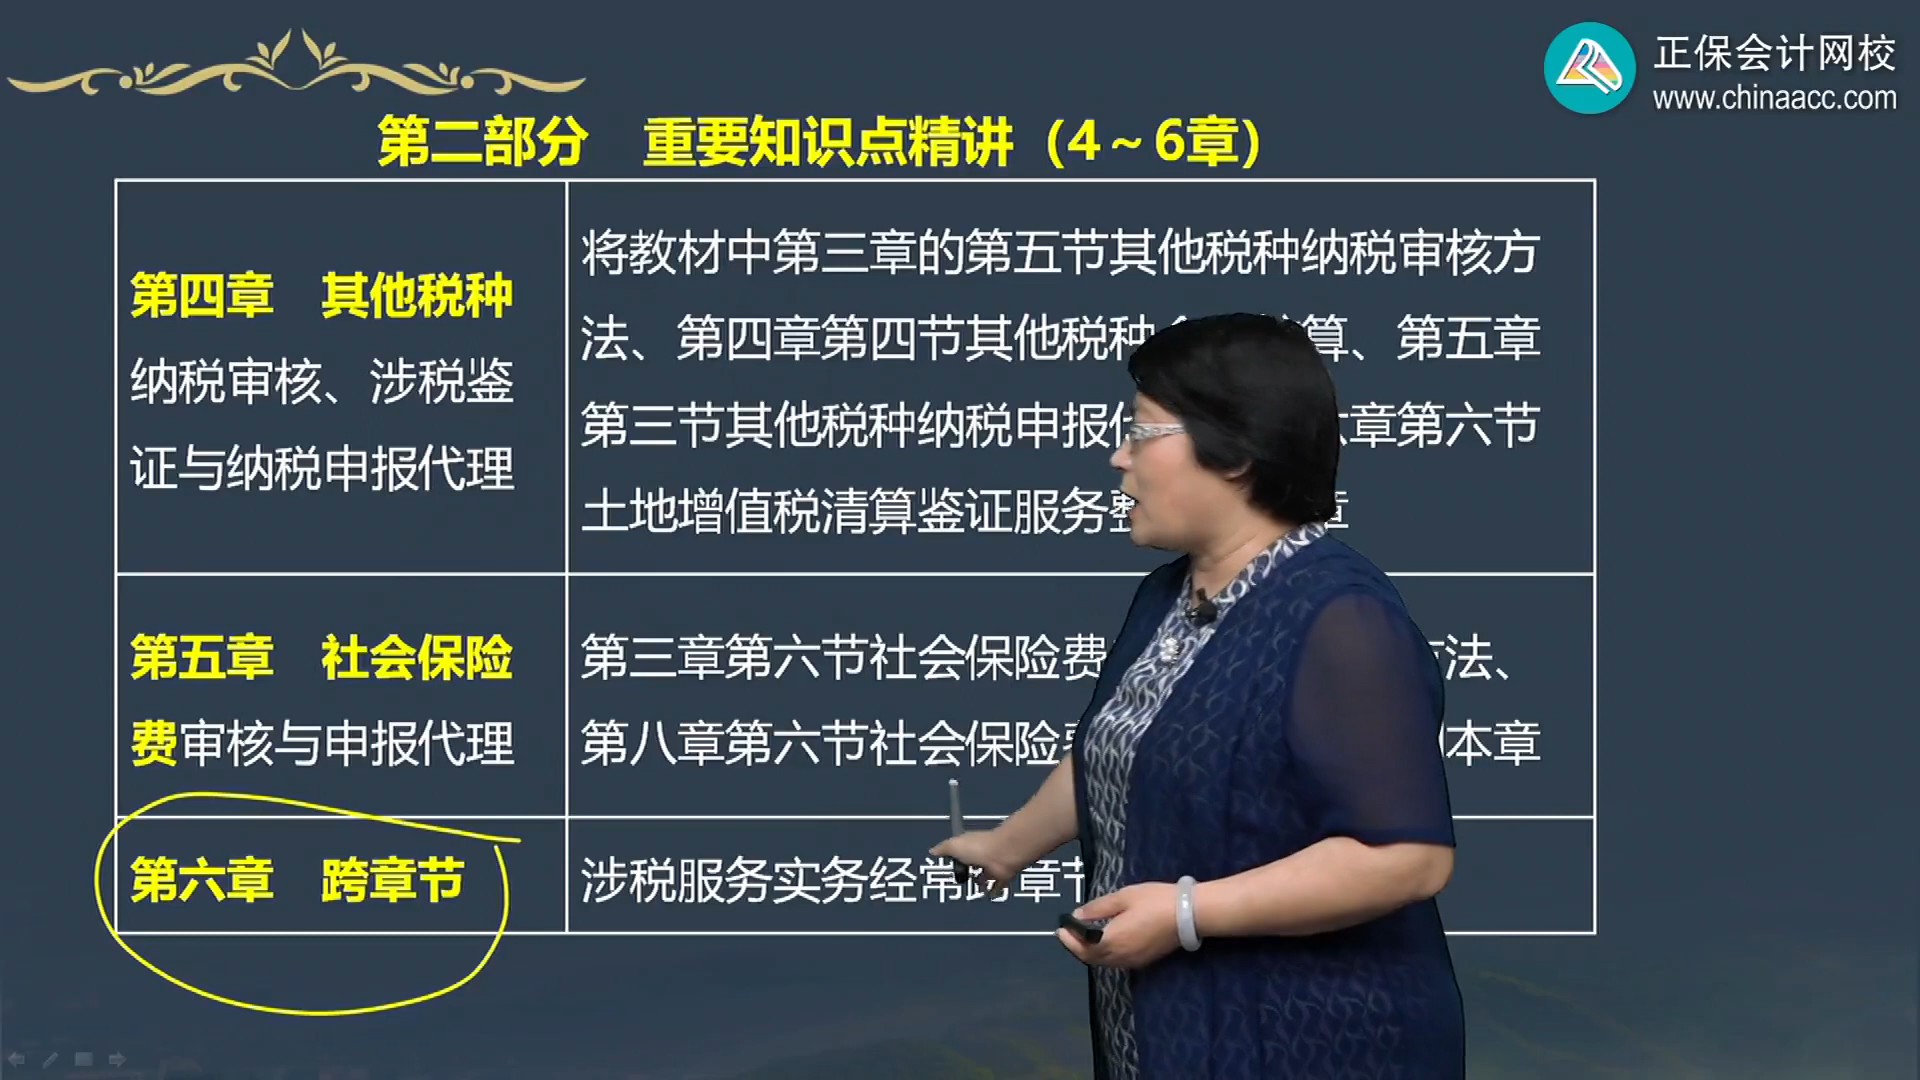 正保会计网校
www.chinaacc.com
第二部分 重要知识点精讲（4～6章）
第四章 其他税种
纳税审核、涉税鉴
证与纳税申报代理
将教材中第三章的第五节其他税种纳税审核方
法、第四章第四节其他税种 算、第五章
第三节其他税种纳税申报 章第六节
土地增值税清算鉴证服务 章
第五章 社会保险
费审核与申报代理
第三章第六节社会保险费 法、
第八章第六节社会保险 本章
第六章 跨章节
涉税服务实务经常跨章节